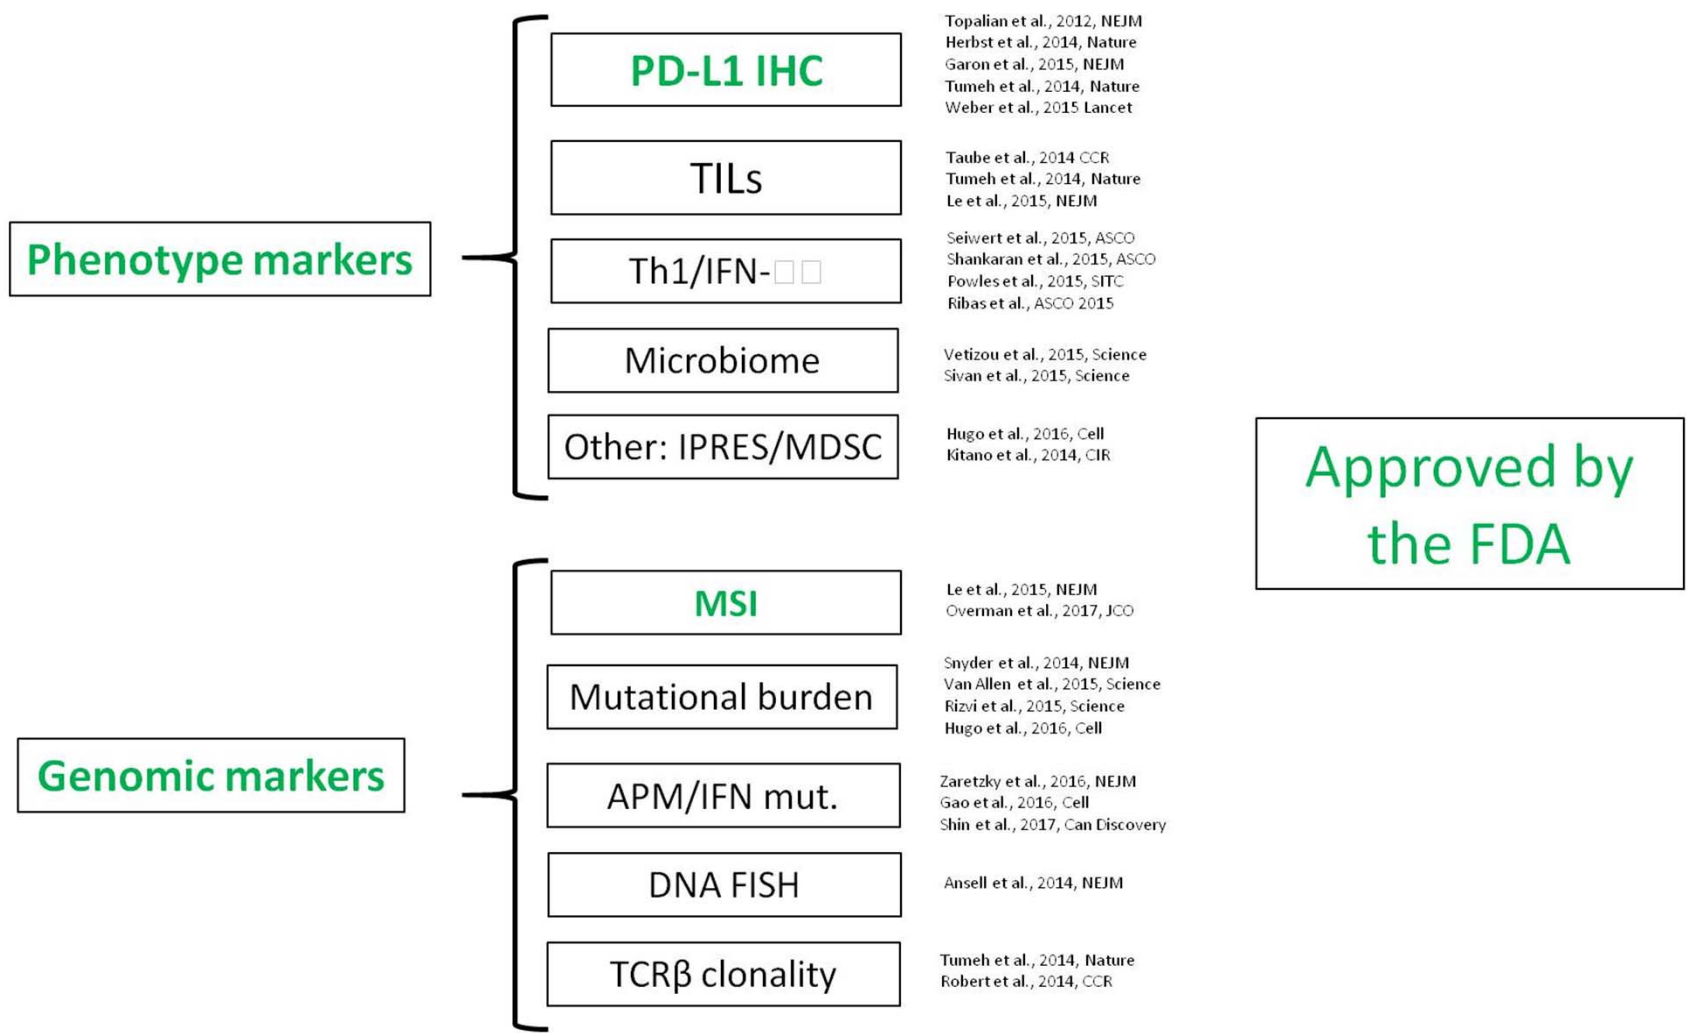 Phenotype markers
PD-L1 IHC
Topalian et al., 2012, NEJM
Herbst et al., 2014, Nature
Garon et al., 2015, NEJM
Tumeh et al., 2014, Nature
Weber et al., 2015 Lancet
TILs
Taube et al., 2014 CCR
Tumeh et al., 2014, Nature
Le et al., 2015, NEJM
Th1/IFN-□□
Seiwert et al., 2015, ASCO
Shankaran et al., 2015, ASCO
Powles et al., 2015, SITC
Ribas et al., ASCO 2015
Microbiome
Vetizou et al., 2015, Science
Sivan et al., 2015, Science
Other: IPRES/MDSC
Hugo et al., 2016, Cell
Kitano et al., 2014, CIR
Genomic markers
MSI
Le et al., 2015, NEJM
Overman et al., 2017, JCO
Mutational burden
Snyder et al., 2014, NEJM
Van Allen et al., 2015, Science
Rizvi et al., 2015, Science
Hugo et al., 2016, Cell
APM/IFN mut.
Zaretzky et al., 2016, NEJM
Gao et al., 2016, Cell
Shin et al., 2017, Can Discovery
DNA FISH
Ansell et al., 2014, NEJM
TCRβ clonality
Tumeh et al., 2014, Nature
Robert et al., 2014, CCR
Approved by
the FDA